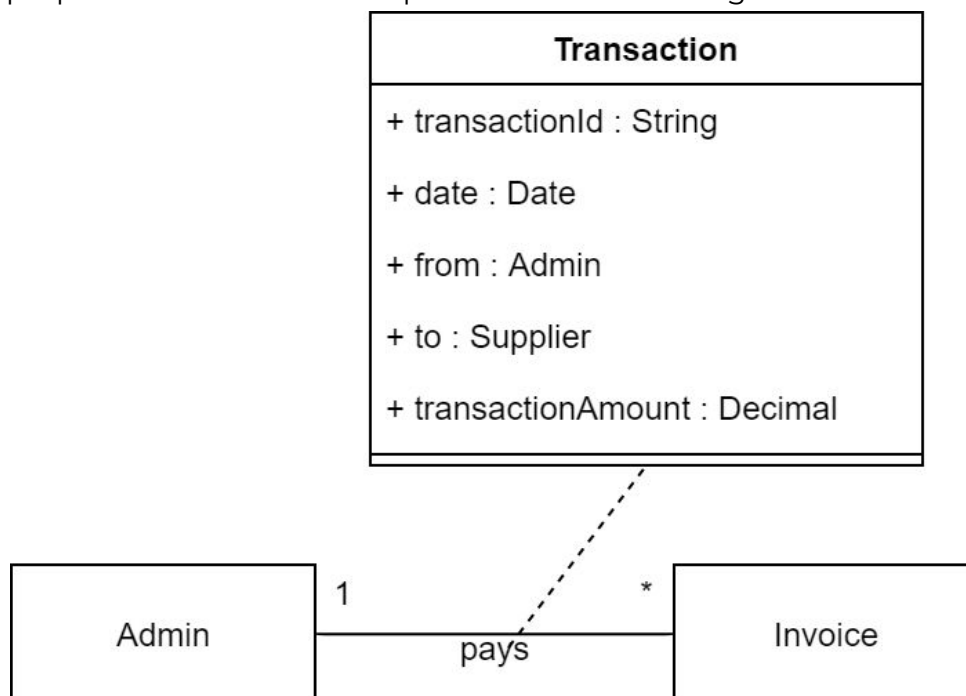 Transaction
+ transactionId : String
+ date : Date
+ from : Admin
+ to : Supplier
+ transactionAmount : Decimal
1
*
Admin
pays
Invoice